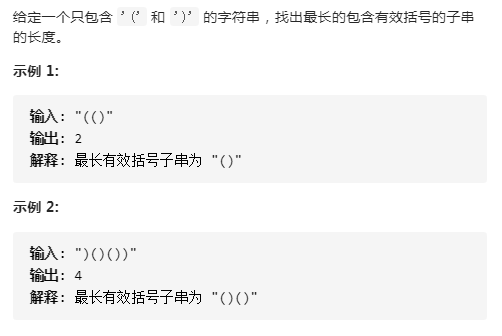 给定一个只包含 '(' 和 ')' 的字符串，找出最长的包含有效括号的子串
的长度。
示例 1:
输入: "(()"
输出: 2
解释: 最长有效括号子串为 "()"
示例 2:
输入: ")()())"
输出: 4
解释: 最长有效括号子串为 "()()"